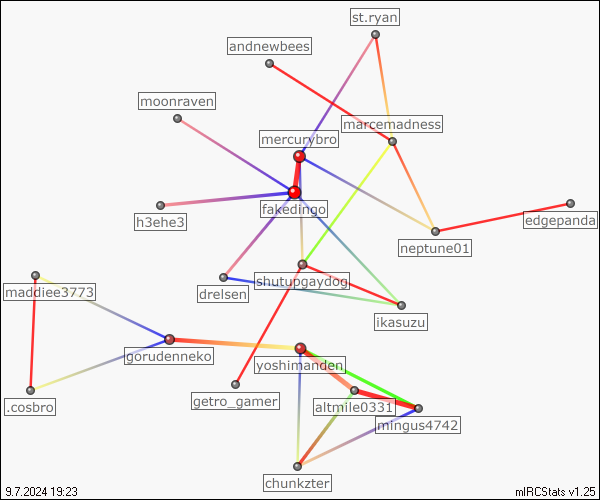 st.ryan
andnewbees
moonraven
marcemadness
mercurybro
fakedingo
h3ehe3
edgepanda
neptune01
shutupgaydog
maddiee3773
drelsen
ikasuzu
gorudenneko
yoshimanden
.cosbro
getro_gamer
altmile0331
mingus4742
chunkzter
9.7.2024 19:23
mIRCStats v1.25